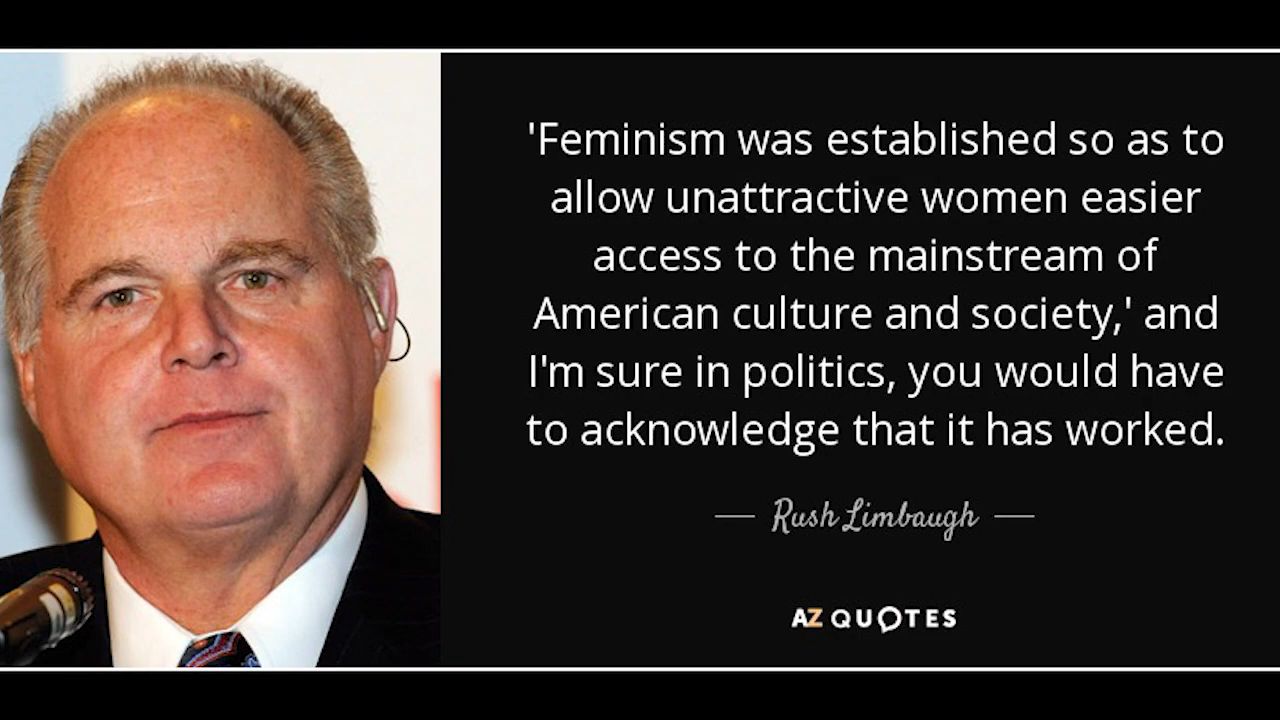 'Feminism was established so as to
allow unattractive women easier
access to the mainstream of
American culture and society,' and
I'm sure in politics, you would have
to acknowledge that it has worked.
Rush Limbaugh
AZ QUOTES